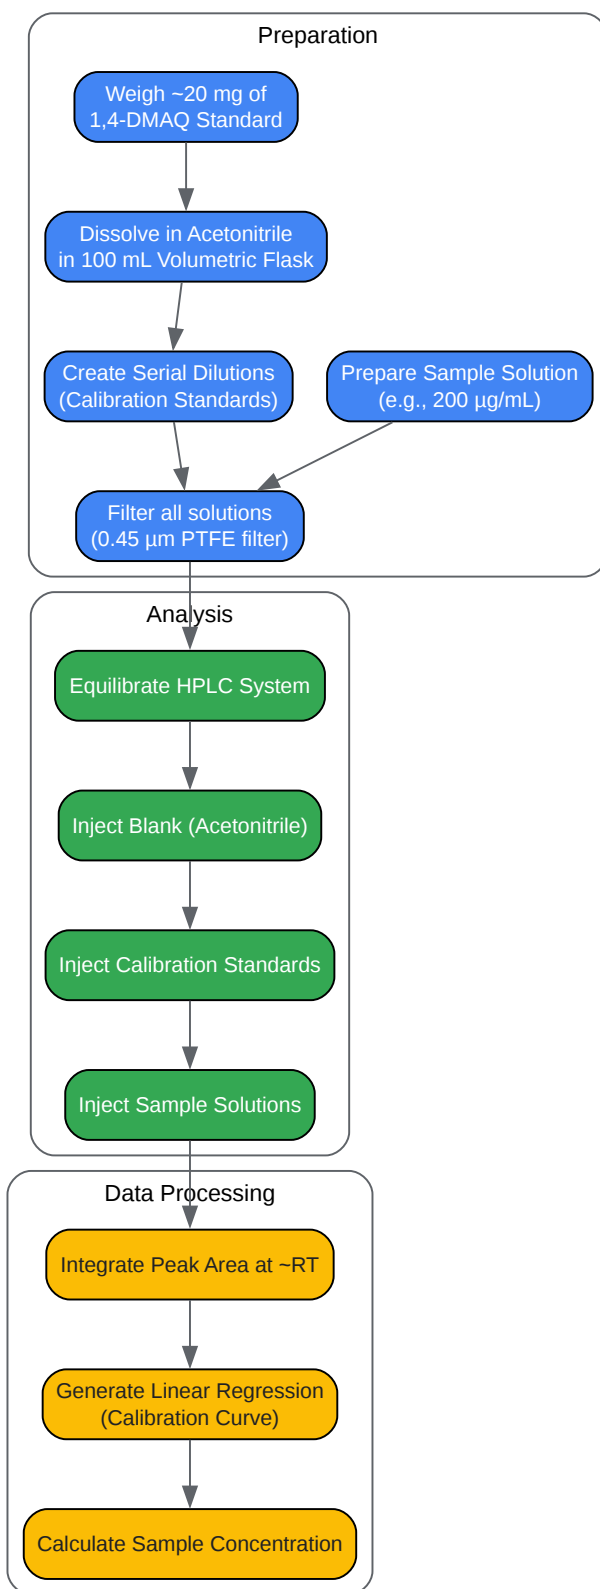 Preparation
Weigh ~20 mg of
1,4-DMAQ Standard
Dissolve in Acetonitrile
in 100 mL Volumetric Flask
Create Serial Dilutions
(Calibration Standards)
Prepare Sample Solution
(e.g., 200 µg/mL)
Filter all solutions
(0.45 µm PTFE filter)
Analysis
Equilibrate HPLC System
Inject Blank (Acetonitrile)
Inject Calibration Standards
Inject Sample Solutions
Data Processing
Integrate Peak Area at ~RT
Generate Linear Regression
(Calibration Curve)
Calculate Sample Concentration